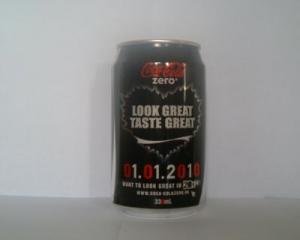 Coca-Cola
zero
LOOK GREAT
TASTE GREAT
01.01.2010
WANT TO LOOK GREAT IN
330mL